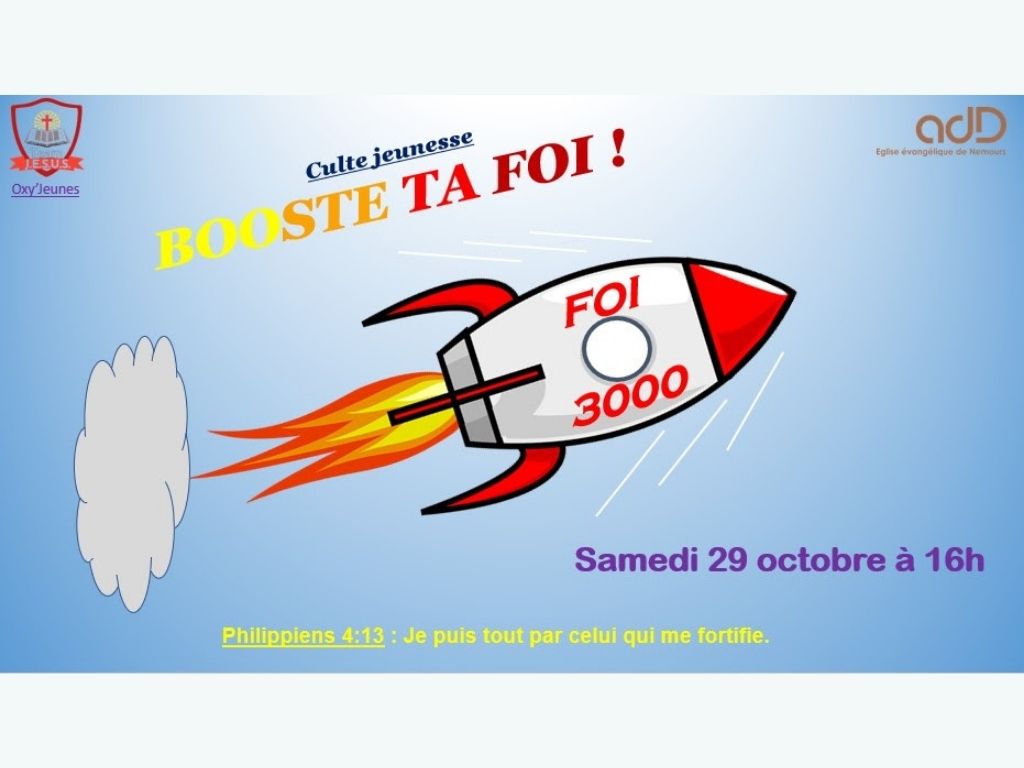 J.E.S.U.S.
Oxy'Jeunes
adD
Eglise évangélique de Nemours
Culte jeunesse
BOOSTE TA FOI !
FOI
3000
Samedi 29 octobre à 16h
Philippiens 4:13 : Je puis tout par celui qui me fortifie.